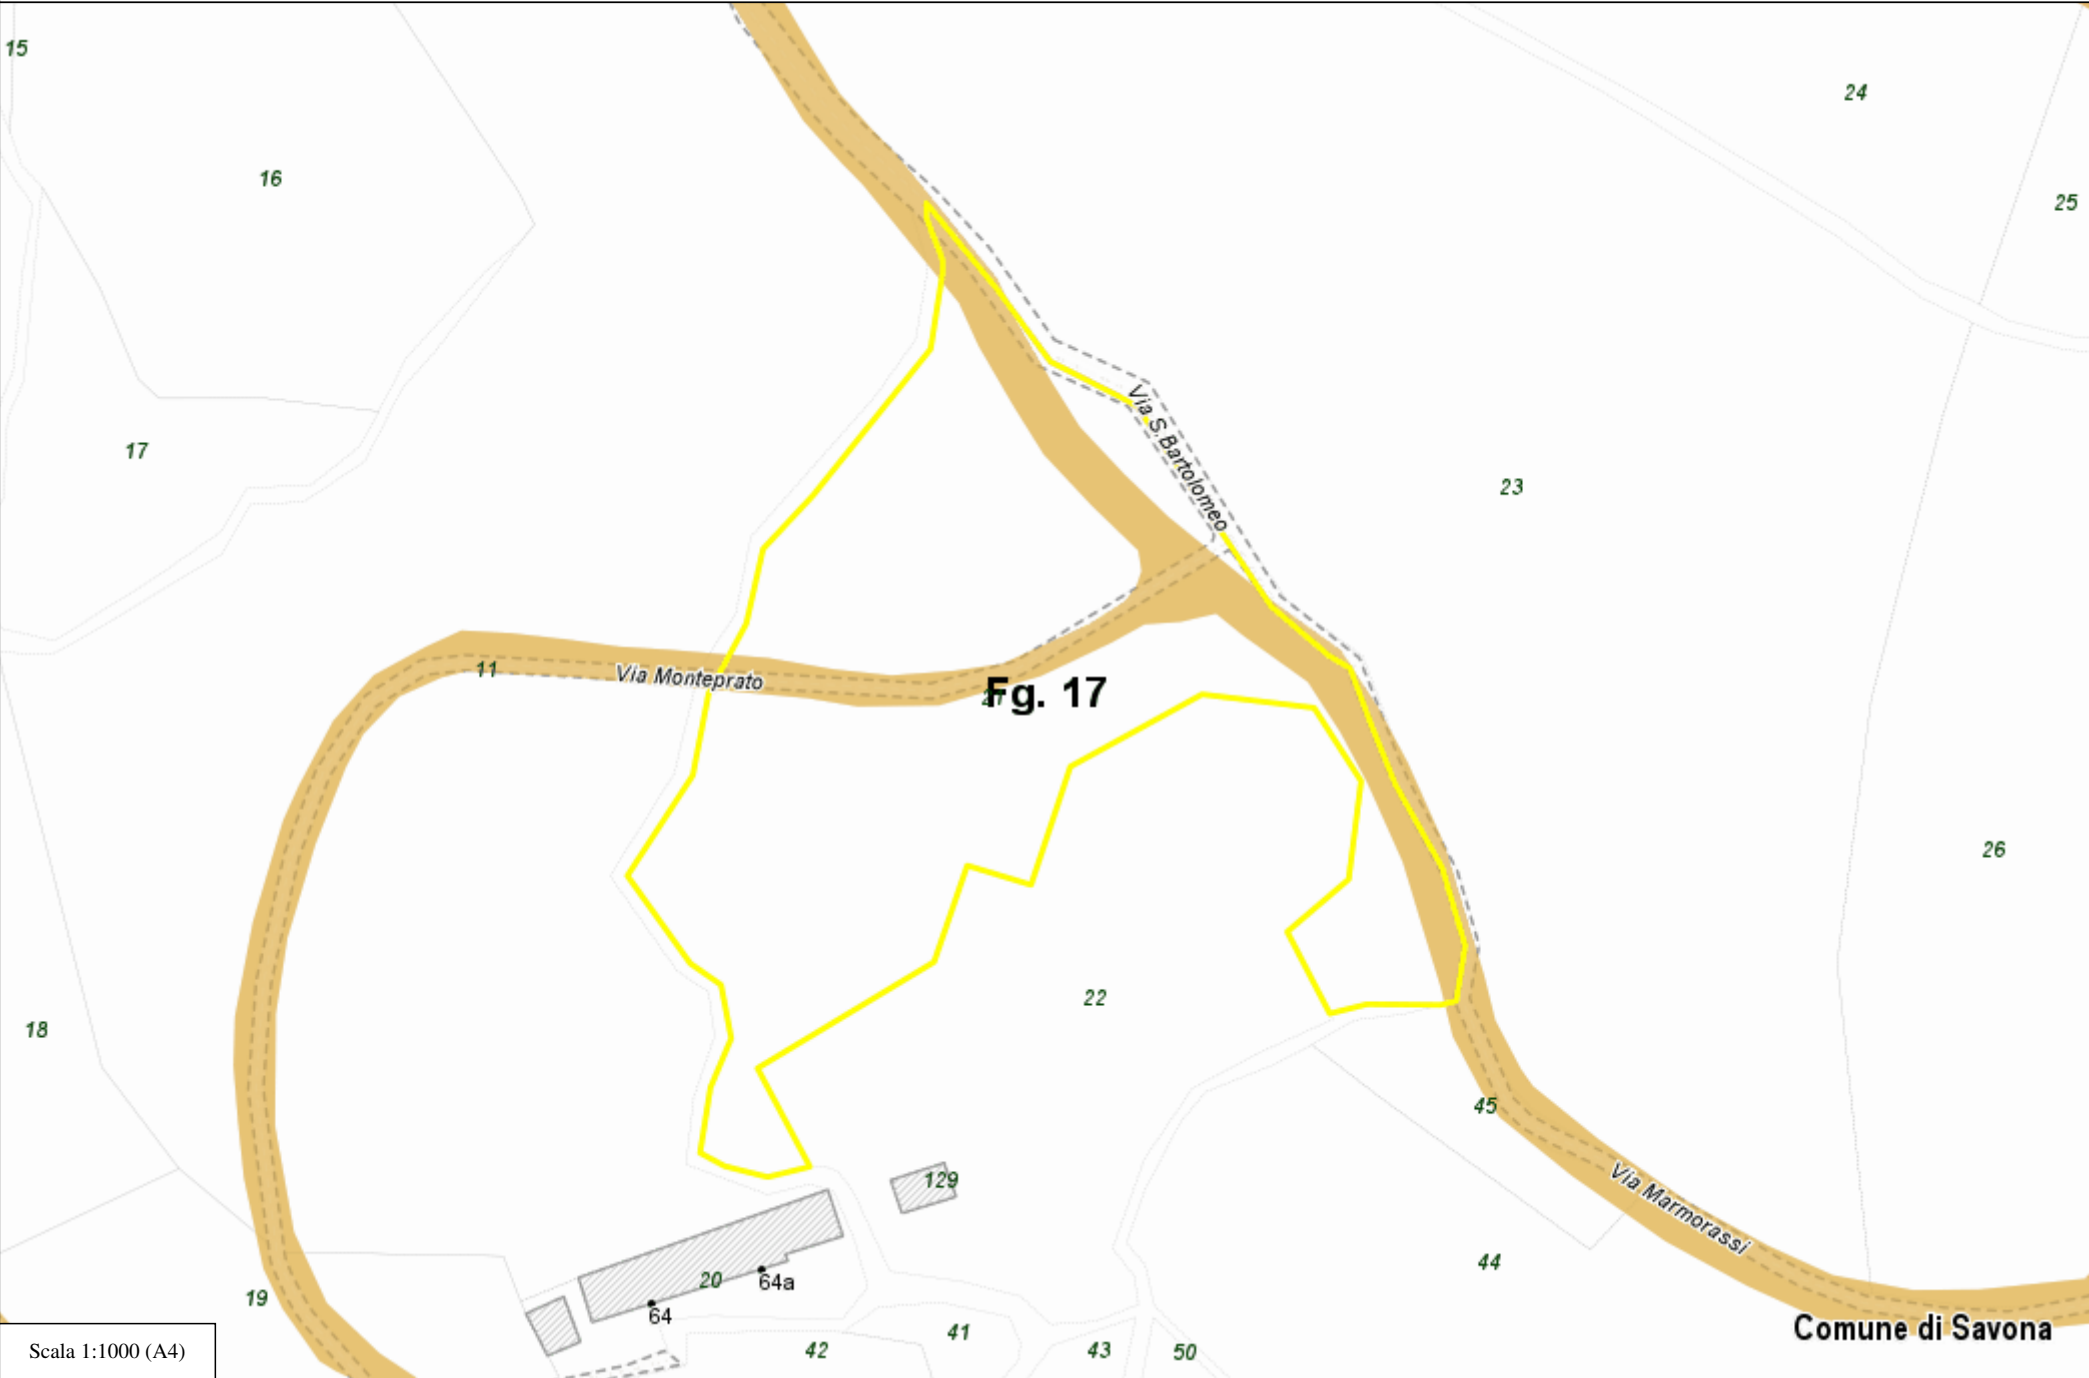 15
24
16
25
Via S.Bartolomeo
17
23
11
Via Monteprato
Fg. 17
26
22
18
45
129
Via Marmorassi
44
20
64a
19
64
Comune di Savona
41
Scala 1:1000 (A4)
42
43
50